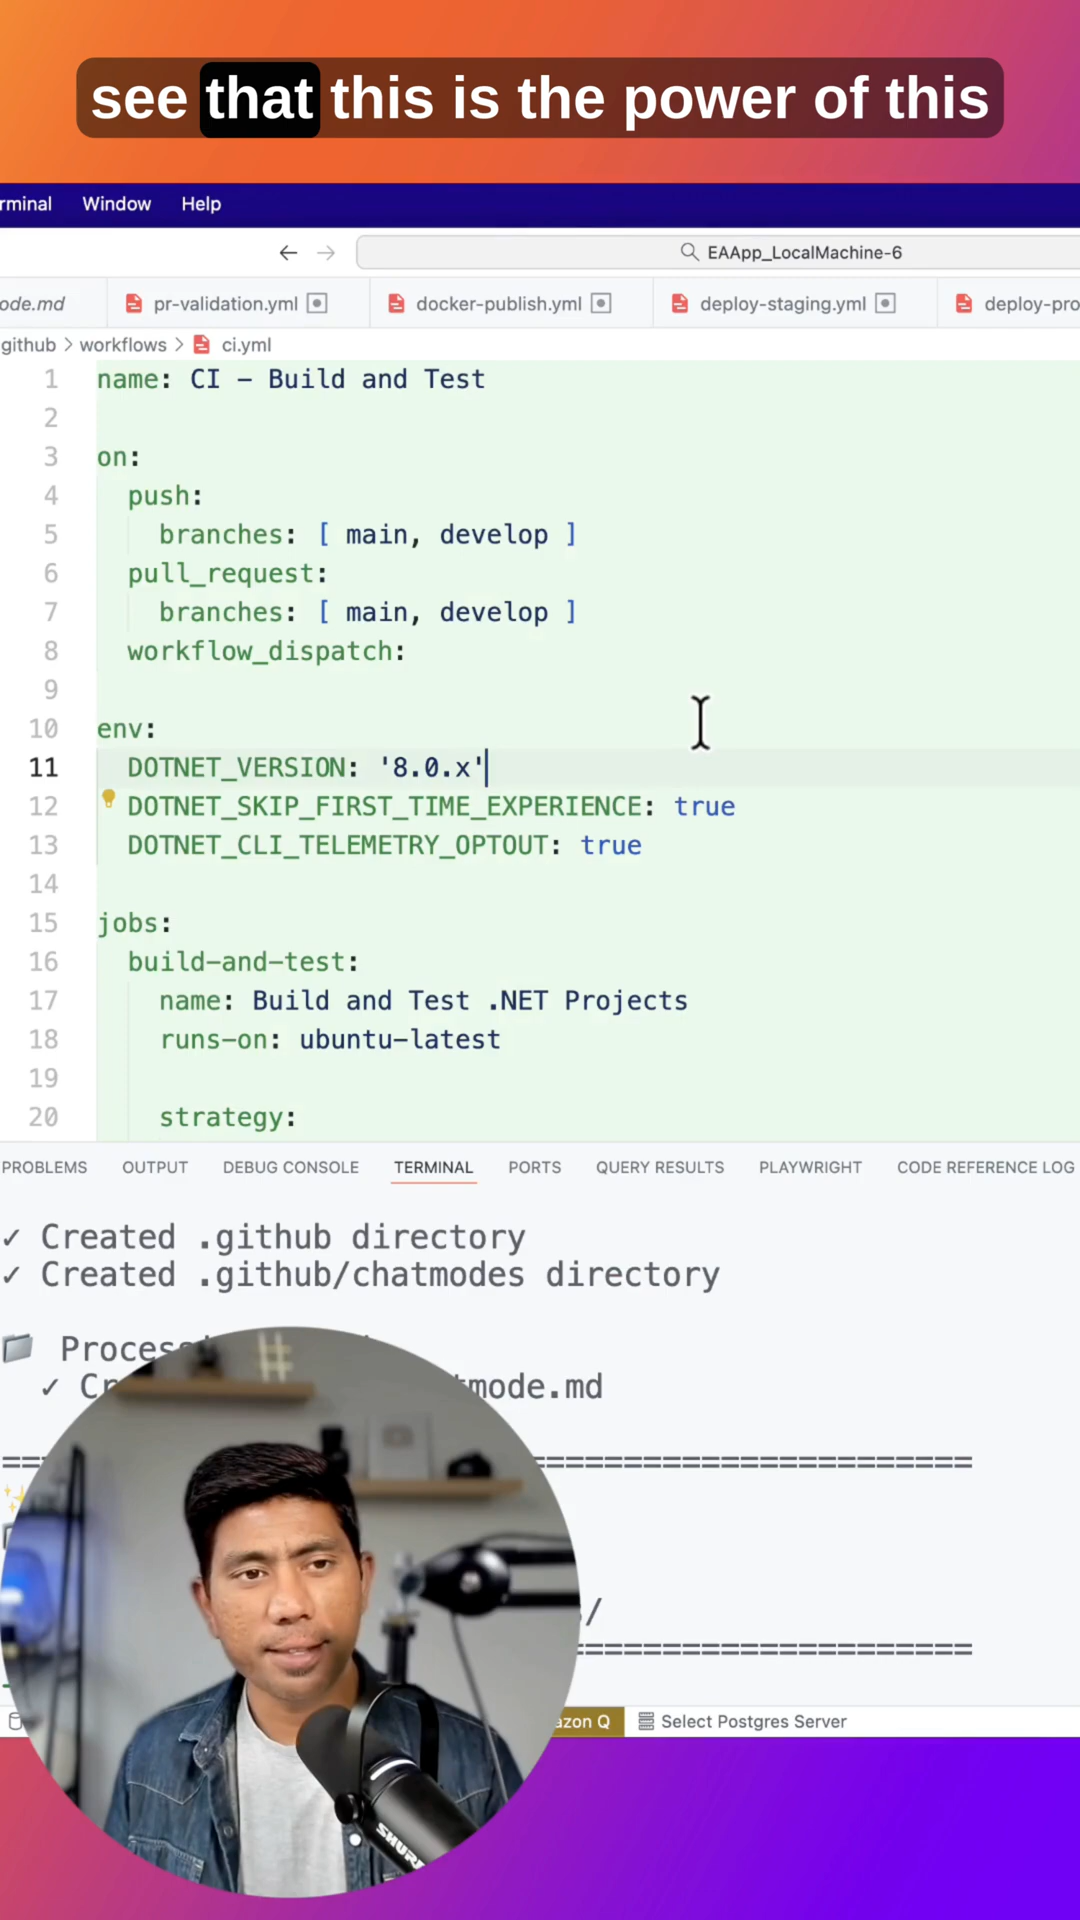 see that this is the power of this
rminal Window Help
EAApp_LocalMachine-6
ode.md pr-validation.yml docker-publish.yml deploy-staging.yml deploy-pro
github > workflows > ci.yml
1 name: CI - Build and Test
2
3 on:
4 push:
5 branches: [ main, develop ]
6 pull_request:
7 branches: [ main, develop ]
8 workflow_dispatch:
9
10 env:
11 DOTNET_VERSION: '8.0.x'
12 DOTNET_SKIP_FIRST_TIME_EXPERIENCE: true
13 DOTNET_CLI_TELEMETRY_OPTOUT: true
14
15 jobs:
16 build-and-test:
17 name: Build and Test .NET Projects
18 runs-on: ubuntu-latest
19
20 strategy:
PROBLEMS OUTPUT DEBUG CONSOLE TERMINAL PORTS QUERY RESULTS PLAYWRIGHT CODE REFERENCE LOG
✓ Created .github directory
✓ Created .github/chatmodes directory
Process
✓ Cr tmode.md
/
azon Q Select Postgres Server
SHURE